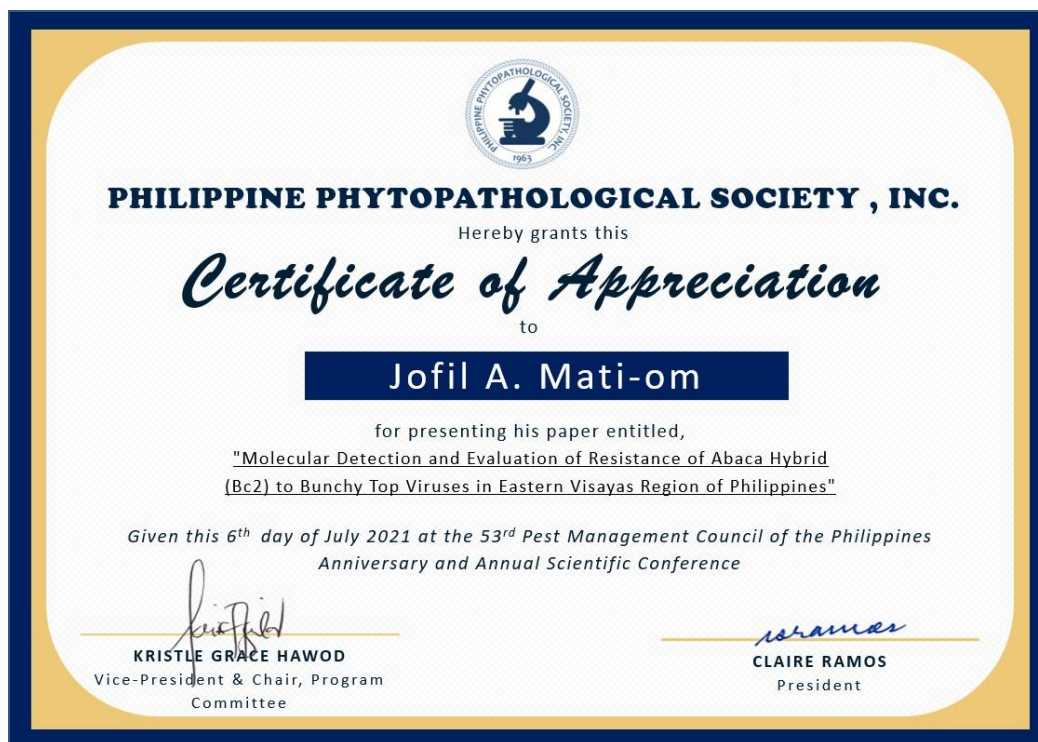 PHILIPPINE PHYTOPATHOLOGICAL SOCIETY, INC.
1963
PHILIPPINE PHYTOPATHOLOGICAL SOCIETY , INC.
Hereby grants this
Certificate of Appreciation
to
Jofil A. Mati-om
for presenting his paper entitled,
"Molecular Detection and Evaluation of Resistance of Abaca Hybrid
(Bc2) to Bunchy Top Viruses in Eastern Visayas Region of Philippines"
Given this 6th day of July 2021 at the 53rd Pest Management Council of the Philippines
Anniversary and Annual Scientific Conference
KRISTLE GRACE HAWOD
Vice-President & Chair, Program
Committee
CLAIRE RAMOS
President